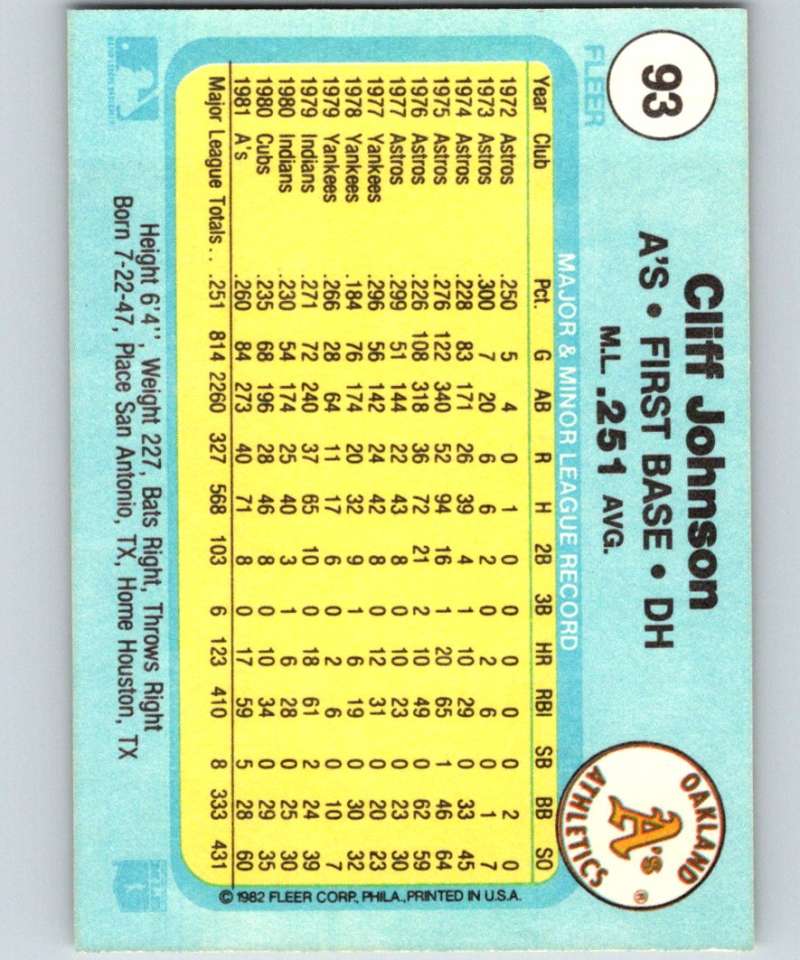 93
FLEER
Cliff Johnson
A'S • FIRST BASE • DH
M.L. .251 AVG.
OAKLAND
A's
ATHLETICS
®
MAJOR & MINOR LEAGUE RECORD
Year Club Pct. G AB R H 2B 3B HR RBI SB BB SO
1972 Astros .250 5 4 0 1 0 0 0 0 0 2 0
1973 Astros .300 7 20 6 6 2 0 2 6 0 1 7
1974 Astros .228 83 171 26 39 4 1 10 29 0 33 45
1975 Astros .276 122 340 52 94 16 1 20 65 1 46 64
1976 Astros .226 108 318 36 72 21 2 10 49 0 62 59
1977 Astros .299 51 144 22 43 8 0 10 23 0 23 30
1977 Yankees .296 56 142 24 42 8 0 12 31 0 20 23
1978 Yankees .184 76 174 20 32 9 1 6 19 0 30 32
1979 Yankees .266 28 64 11 17 6 0 2 6 0 10 7
1979 Indians .271 72 240 37 65 10 0 18 61 2 24 39
1980 Indians .230 54 174 25 40 3 1 6 28 0 25 30
1980 Cubs .235 68 196 28 46 8 0 10 34 0 29 35
1981 A's .260 84 273 40 71 8 0 17 59 5 28 60
Major League Totals . . .251 814 2260 327 568 103 6 123 410 8 333 431
© 1982 FLEER CORP., PHILA., PRINTED IN U.S.A.
Height 6'4'', Weight 227, Bats Right, Throws Right
Born 7-22-47, Place San Antonio, TX, Home Houston, TX